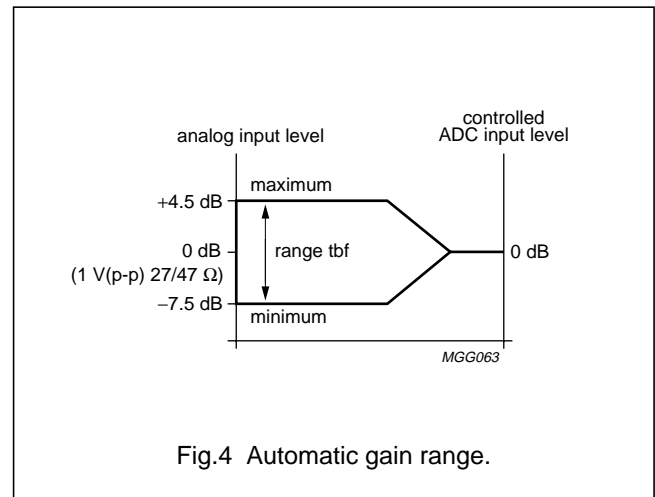 analog input level
controlled
ADC input level
maximum
+4.5 dB
0 dB
range tbf
0 dB
(1 V(p-p) 27/47 Ω)
−7.5 dB
minimum
MGG063
Fig.4 Automatic gain range.